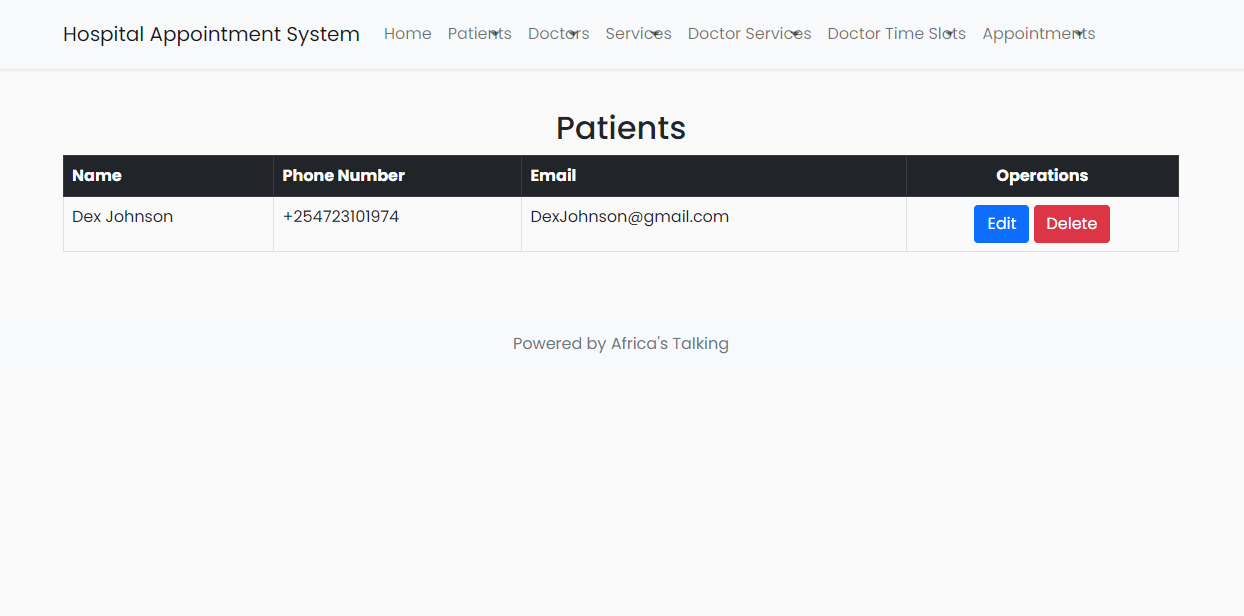 Hospital Appointment System Home Patients Doctors Services Doctor Services Doctor Time Slots Appointments
Patients
Name Phone Number Email Operations
Dex Johnson +254723101974 DexJohnson@gmail.com Edit Delete
Powered by Africa's Talking